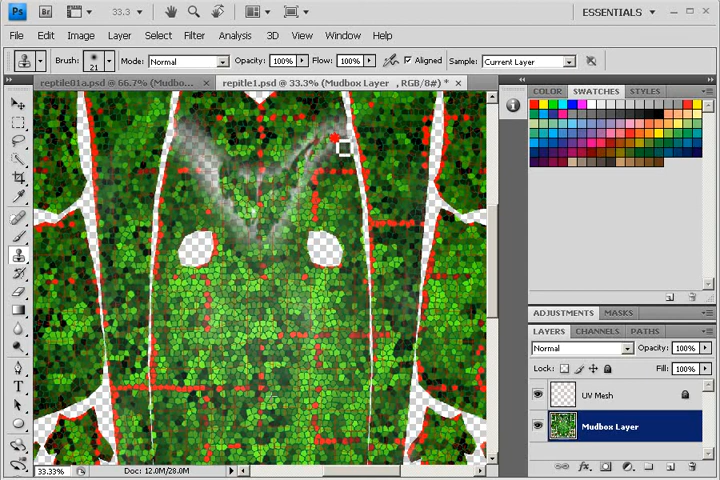 Ps Br 33.3 ESSENTIALS
File Edit Image Layer Select Filter Analysis 3D View Window Help
Brush: 21 Mode: Normal Opacity: 100% Flow: 100% Aligned Sample: Current Layer
reptile01a.psd @ 66.7% (Mudbo...
repitle1.psd @ 33.3% (Mudbox Layer , RGB/8#) *
COLOR SWATCHES STYLES
ADJUSTMENTS MASKS
LAYERS CHANNELS PATHS
Normal Opacity: 100%
Lock: Fill: 100%
UV Mesh
Mudbox Layer
33.33% Doc: 12.0M/28.0M
fx